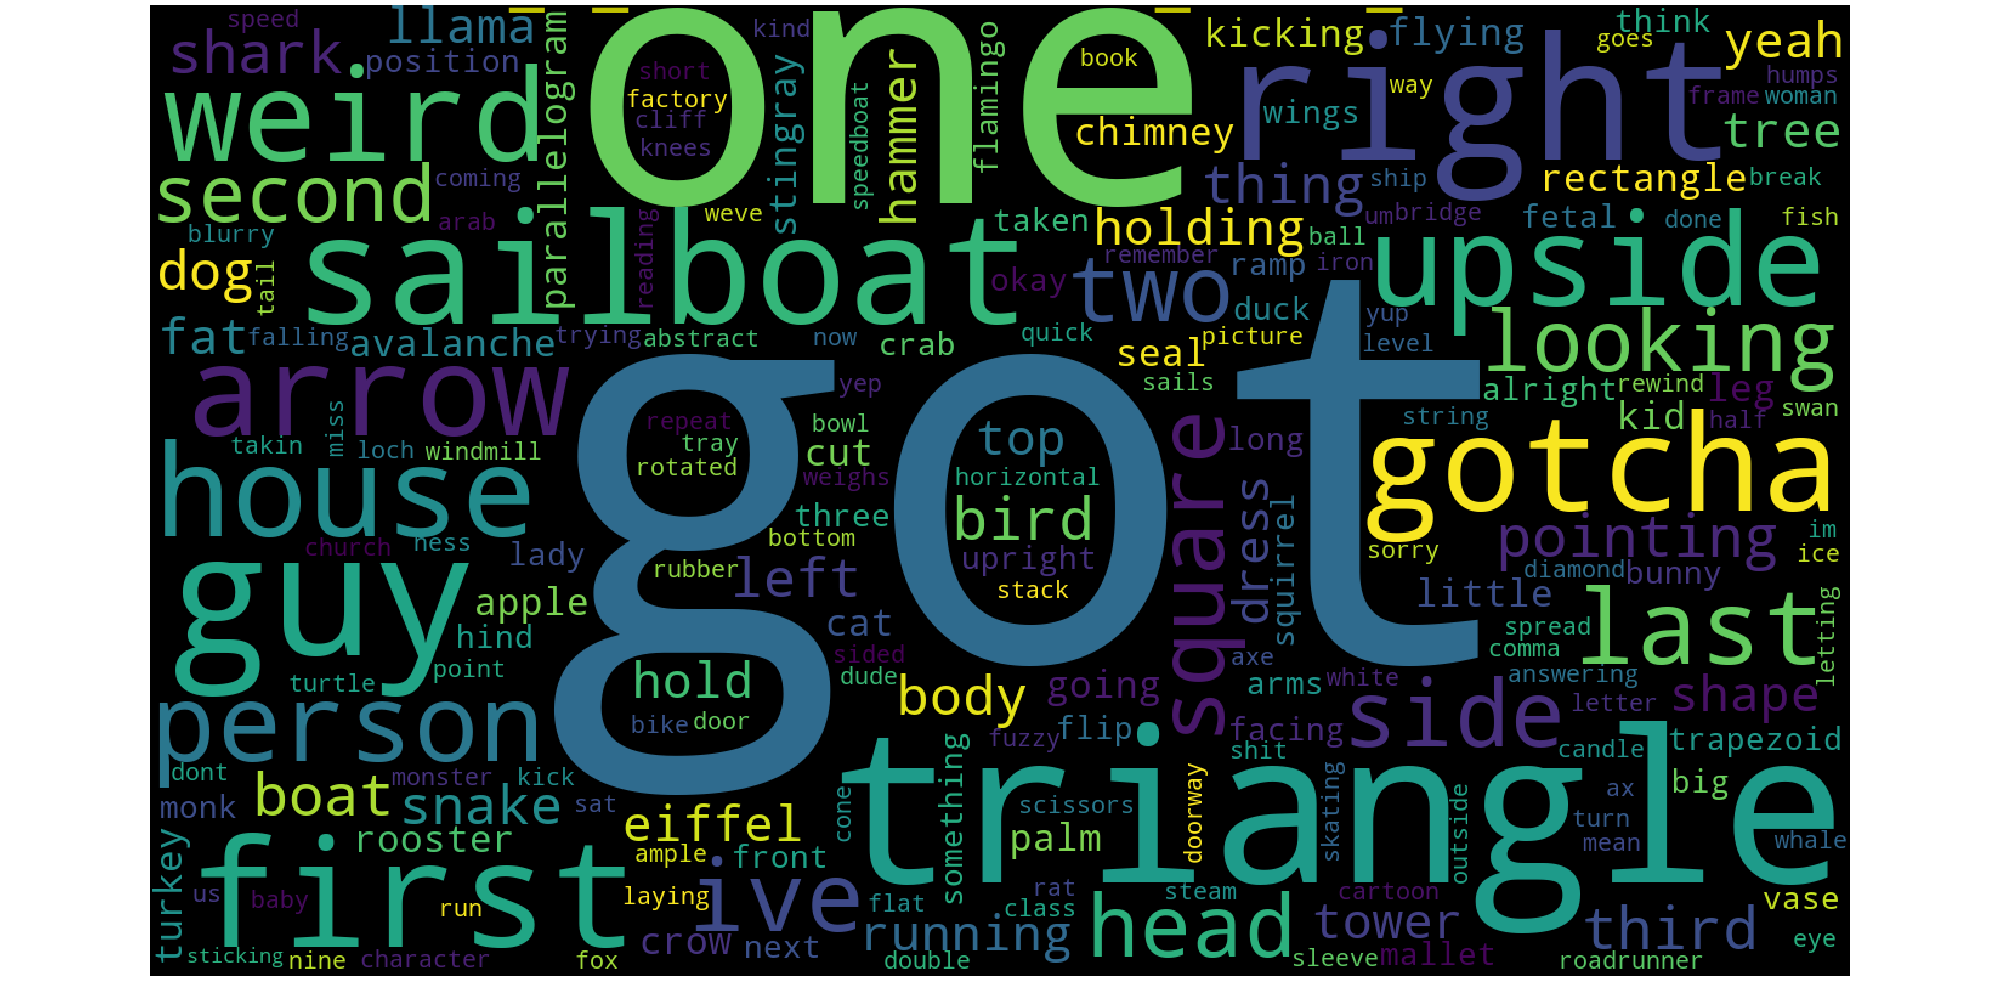 speed
llama
one
kind
kicking
flying
think
goes
yeah
shark
position
parallelogram
short
book
right
way
humps
weird
factory
stingray
speedboat
hammer
flamingo
chimney
wings
frame
woman
cliff
knees
tree
second
coming
thing
ship
rectangle
break
arab
weve
taken
holding
um
bridge
fetal
done
fish
blurry
sailboat
reading
remember
ball
upside
dog
tail
okay
two
ramp
iron
duck
fat
falling
avalanche
trying
abstract
now
crab
quick
picture
yup
level
looking
seal
sails
arrow
got
yep
alright
rewind
leg
swan
miss
repeat
bowl
top
square
long
string
kid
half
takin
loch
windmill
tray
rotated
cut
weighs
horizontal
gotcha
house
three
bird
dress
squirrel
church
ness
lady
bottom
upright
sorry
pointing
im
ice
guy
rubber
left
stack
diamond
bunny
apple
little
last
letting
hind
cat
spread
comma
point
sided
axe
turtle
hold
dude
body
going
arms
white
answering
letter
shape
person
bike
door
fuzzy
flip
facing
side
triangle
shit
candle
trapezoid
dont
monster
kick
something
doorway
skating
outside
big
monk
boat
snake
sat
eiffel
cone
scissors
ax
turn
rooster
ample
front
palm
mean
whale
turkey
first
us
baby
run
laying
ive
flat
rat
class
steam
cartoon
vase
head
tower
third
crow
next
running
eye
sticking
nine
character
fox
double
sleeve
mallet
roadrunner